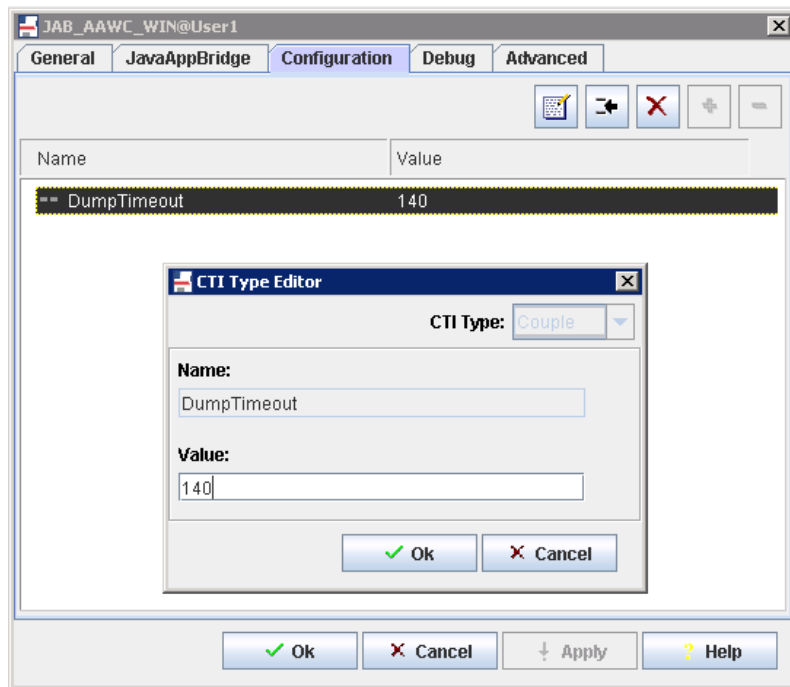 JAB_AAWC_WIN@User1
General JavaAppBridge Configuration Debug Advanced
Name Value
DumpTimeout 140
CTI Type Editor
CTI Type: Couple
Name:
DumpTimeout
Value:
140
Ok Cancel
Ok Cancel Apply Help